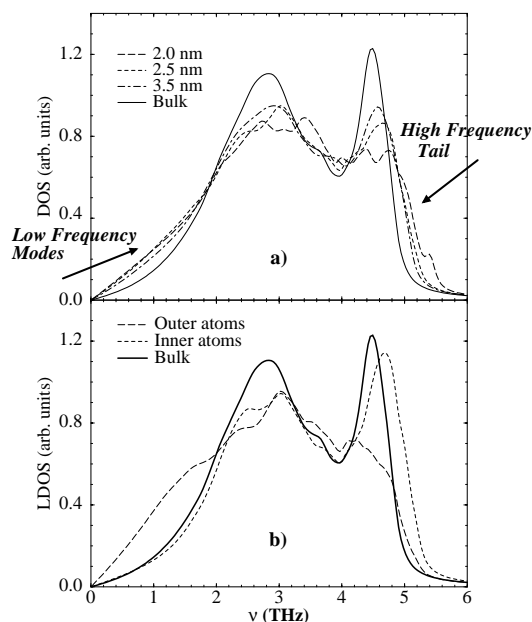 1.2
0.8
0.4
0.0
DOS (arb. units)
2.0 nm
2.5 nm
3.5 nm
Bulk
High Frequency
Tail
Low Frequency
Modes
a)
1.2
0.8
0.4
0.0
LDOS (arb. units)
Outer atoms
Inner atoms
Bulk
b)
0 1 2 3 4 5 6
ν (THz)